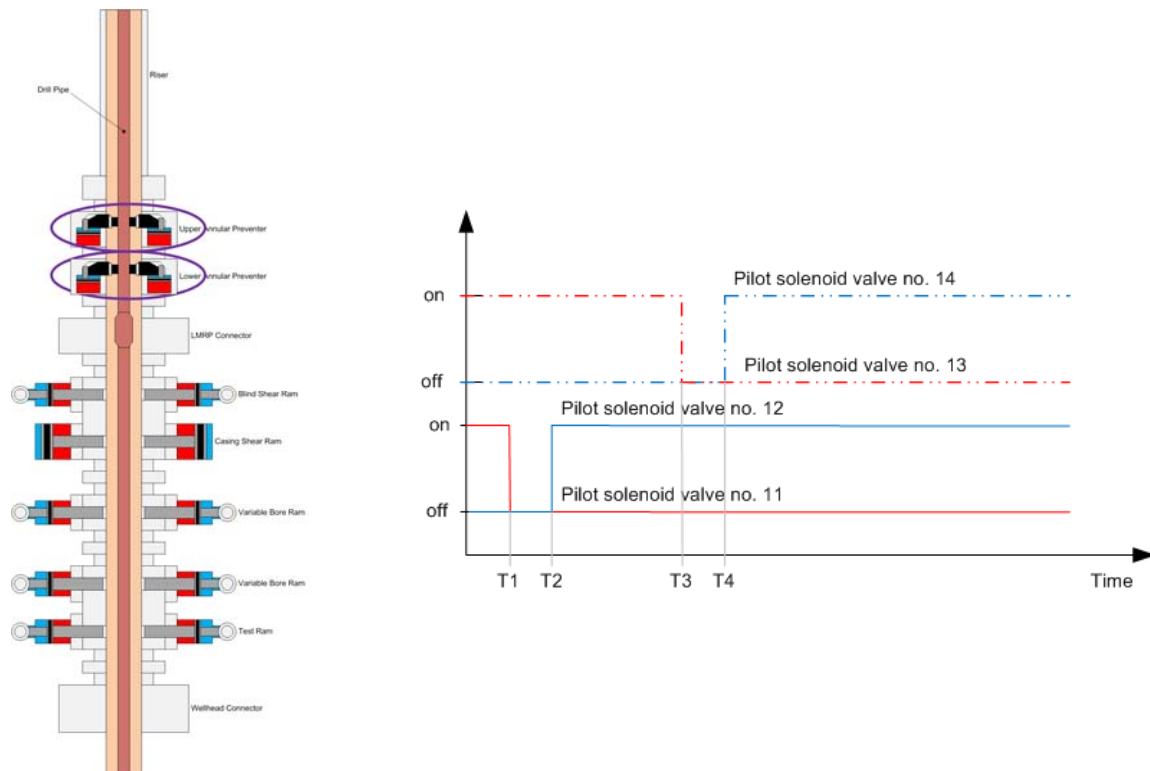 Riser
Drill Pipe
Upper Annular Preventer
Lower Annular Preventer
LMRP Connector
Blind Shear Ram
Casing Shear Ram
Variable Bore Ram
Variable Bore Ram
Test Ram
Wellhead Connector
Pilot solenoid valve no. 14
on
Pilot solenoid valve no. 13
off
Pilot solenoid valve no. 12
on
Pilot solenoid valve no. 11
off
T1 T2 T3 T4 Time